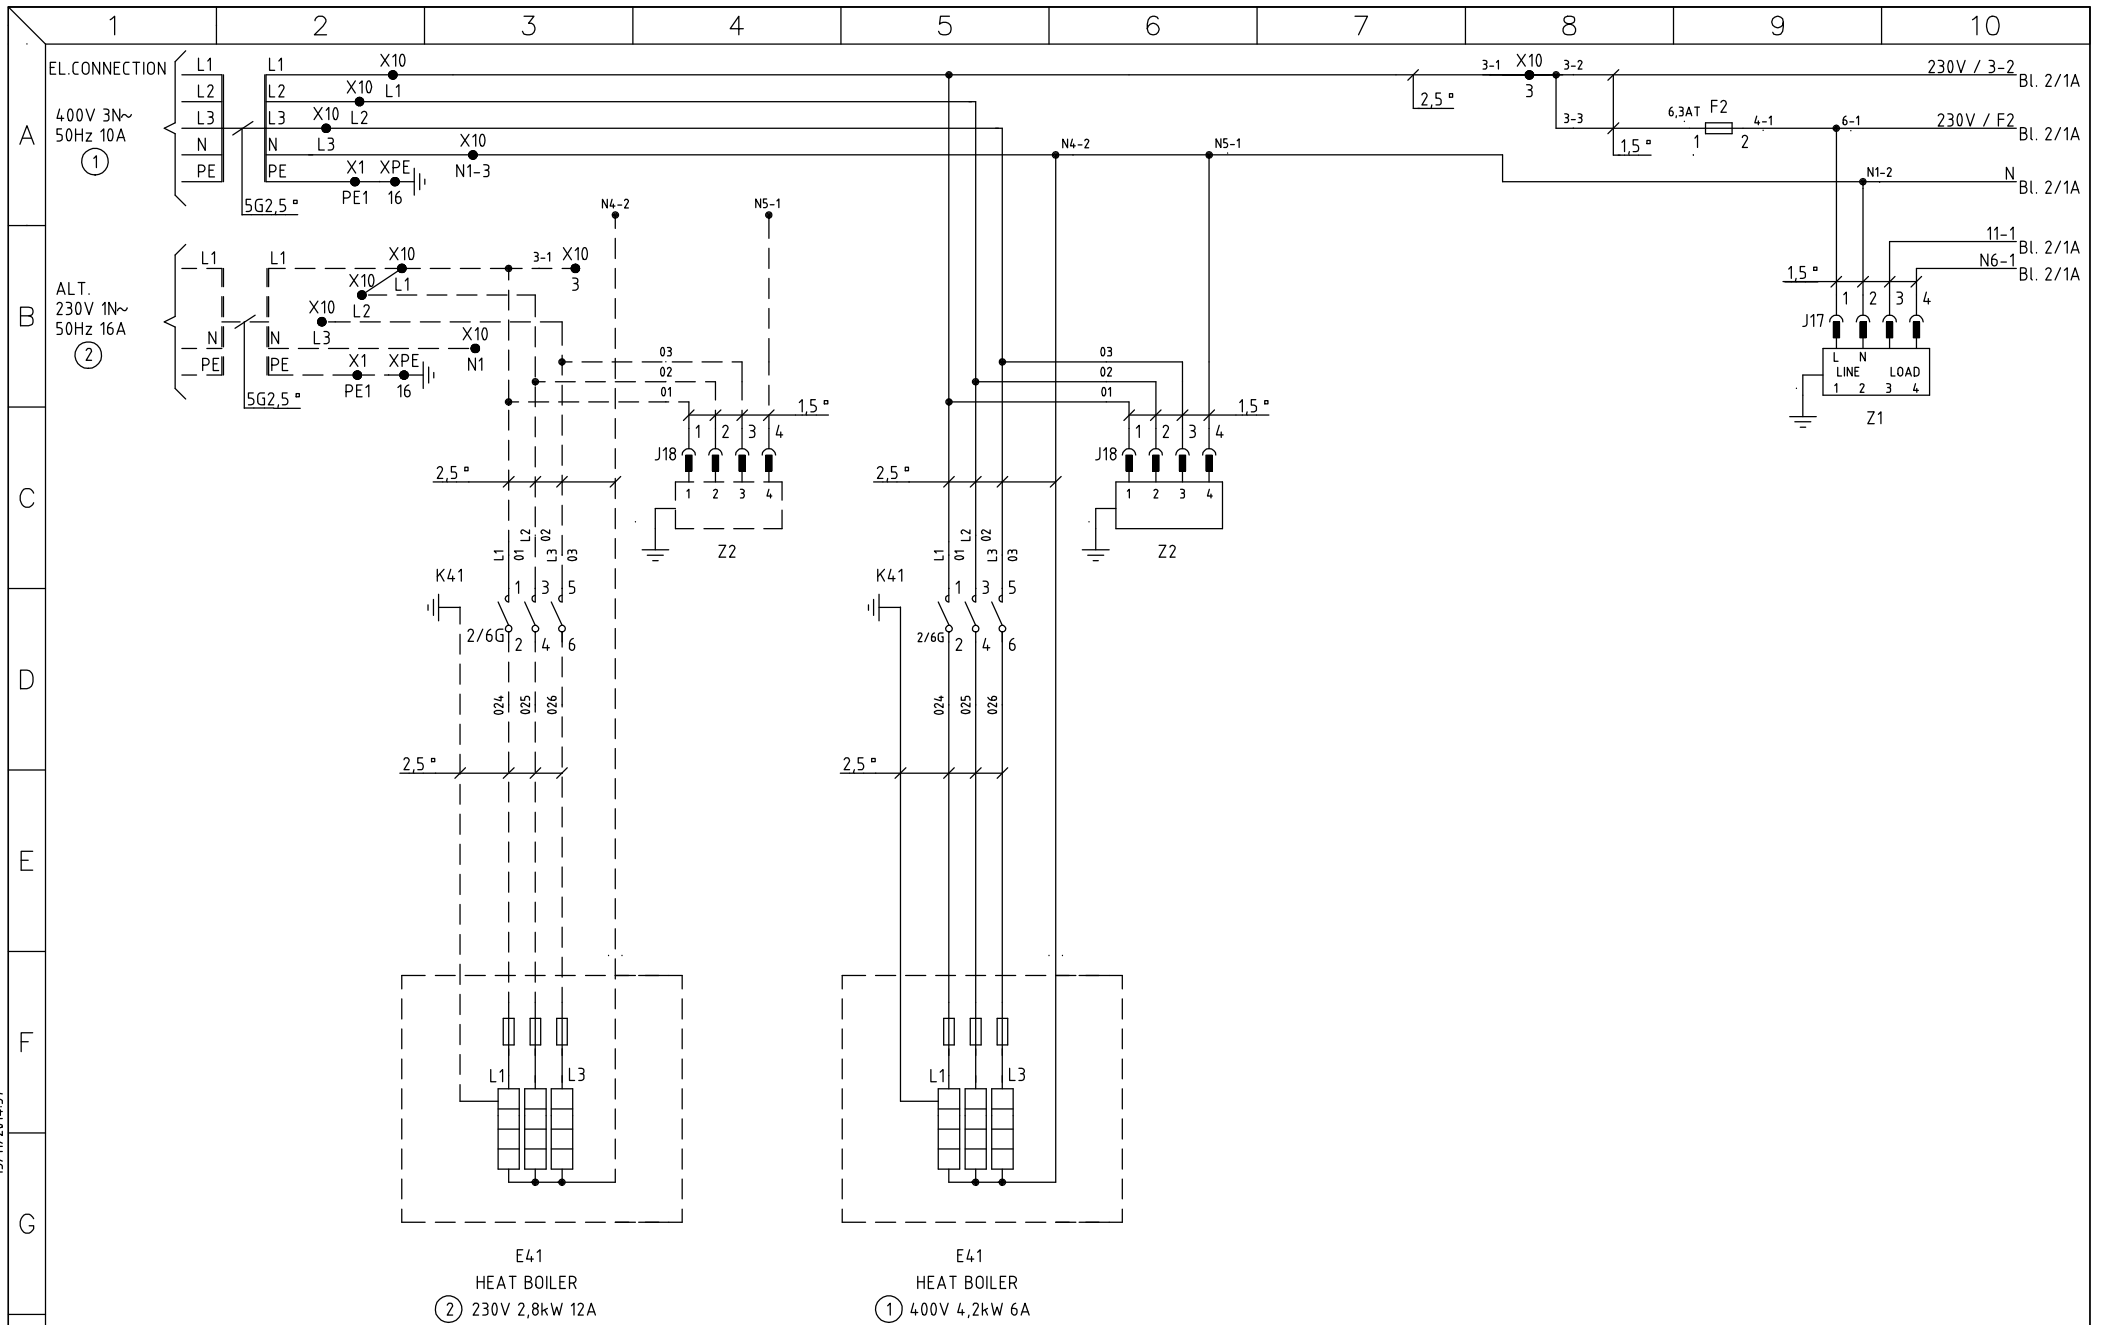 1 2 3 4 5 6 7 8 9 10
A
B
C
D
E
F
G
EL.CONNECTION
400V 3N~
50Hz 10A
1
L1
L2
L3
N
PE
L1
L2
L3
N
PE
5G2,5 ▫
X10
L1
X10
L2
X10
L3
X10
N1-3
X1
PE1
XPE
16
N4-2
N5-1
N4-2
N5-1
2,5 ▫
3-1
X10
3
3-2
3-3
1,5 ▫
6,3AT
F2
1
2
4-1
6-1
N1-2
230V / 3-2
Bl. 2/1A
230V / F2
Bl. 2/1A
N
Bl. 2/1A
11-1
Bl. 2/1A
N6-1
Bl. 2/1A
1,5 ▫
1 2 3 4
J17
L N
LINE LOAD
1 2 3 4
Z1
ALT.
230V 1N~
50Hz 16A
2
L1
N
PE
L1
N
PE
5G2,5 ▫
X10
L1
X10
L2
X10
L3
X10
N1
X1
PE1
XPE
16
3-1
X10
3
03
02
01
1,5 ▫
1 2 3 4
J18
1 2 3 4
Z2
2,5 ▫
L1
01
L2
02
L3
03
K41
1 3 5
2/6G
2 4 6
024
025
026
2,5 ▫
L1
L3
E41
HEAT BOILER
2 230V 2,8kW 12A
03
02
01
1,5 ▫
1 2 3 4
J18
1 2 3 4
Z2
2,5 ▫
L1
01
L2
02
L3
03
K41
1 3 5
2/6G
2 4 6
024
025
026
2,5 ▫
L1
L3
E41
HEAT BOILER
1 400V 4,2kW 6A